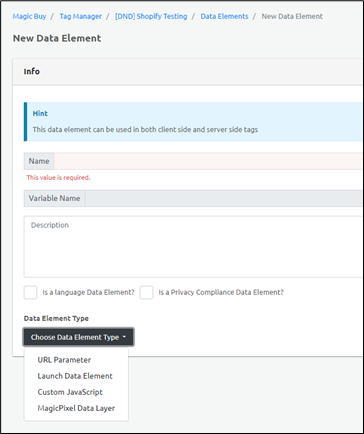 Magic Buy / Tag Manager / [DND] Shopify Testing / Data Elements / New Data Element
New Data Element
Info
Hint
This data element can be used in both client side and server side tags
Name
This value is required.
Variable Name
Description
Is a language Data Element? Is a Privacy Compliance Data Element?
Data Element Type
Choose Data Element Type
URL Parameter
Launch Data Element
Custom JavaScript
MagicPixel Data Layer